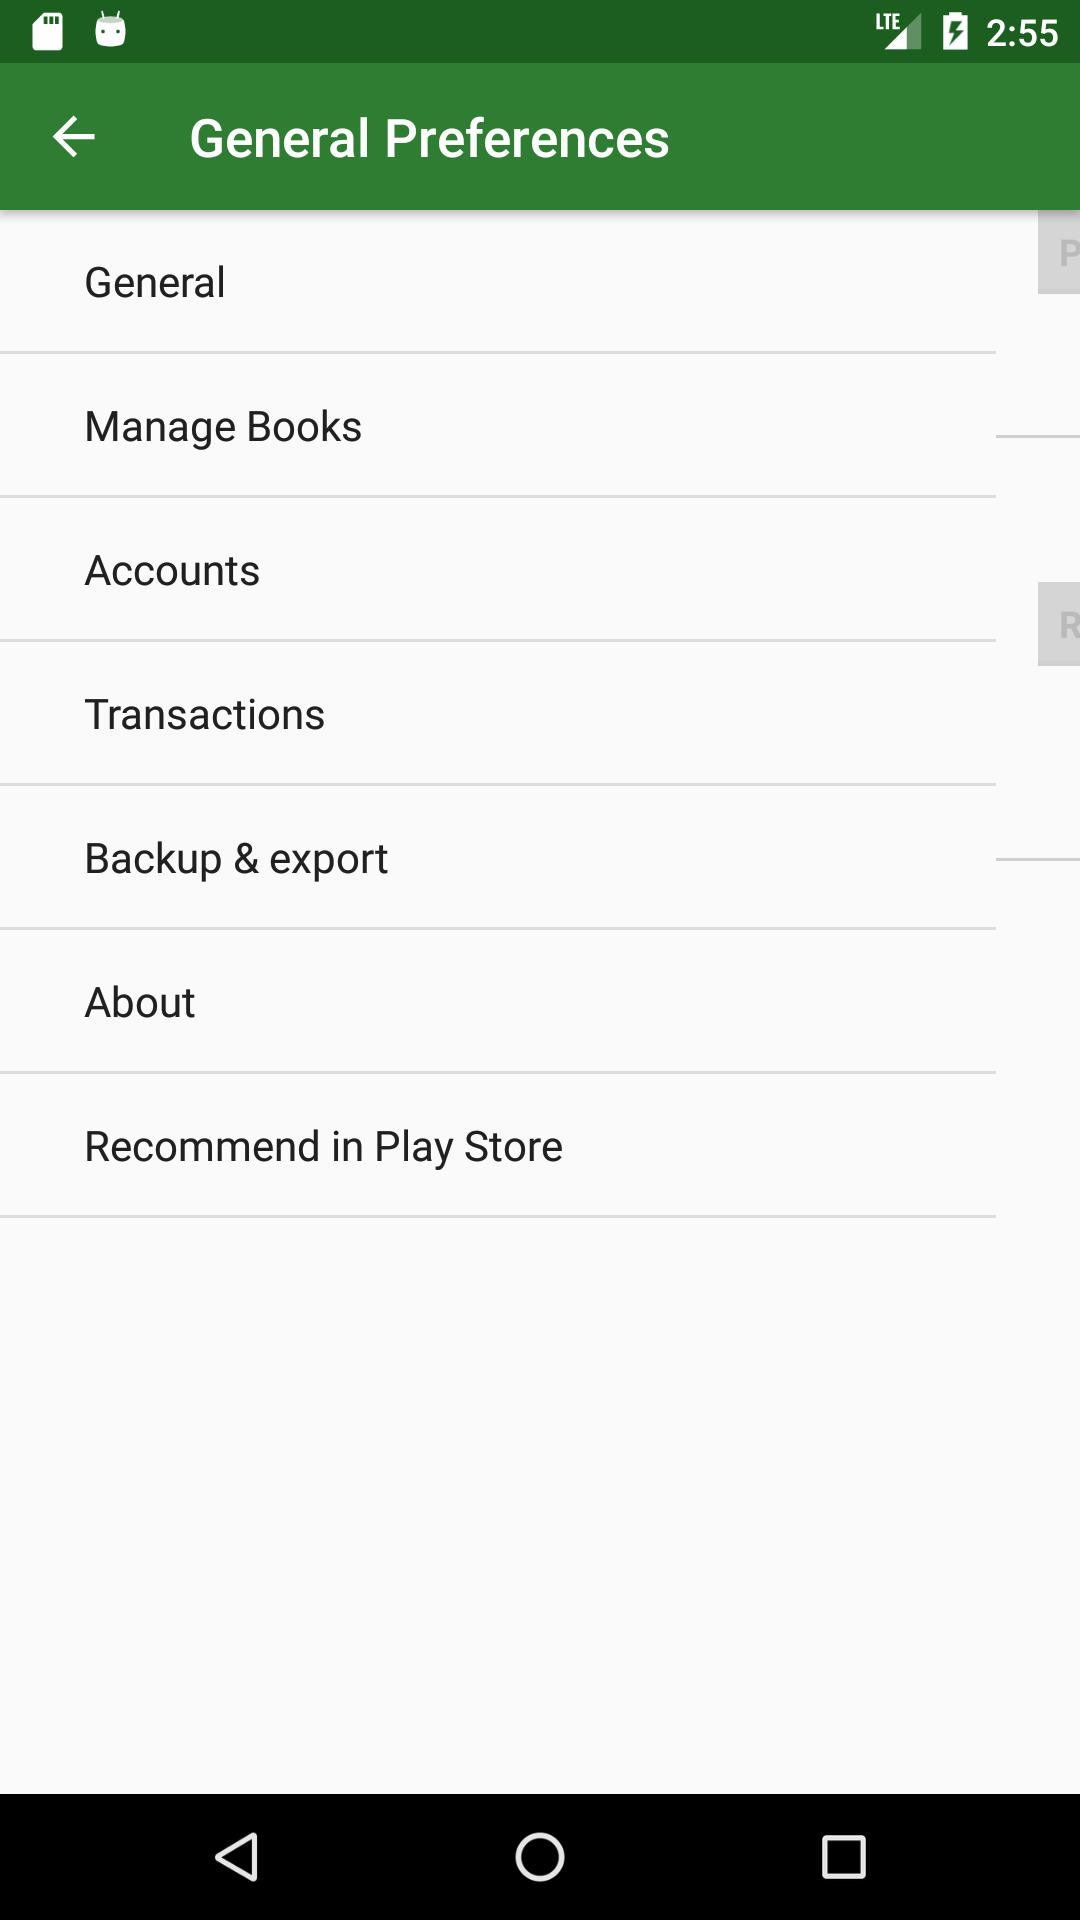 LTE 2:55
General Preferences
General
Manage Books
Accounts
Transactions
Backup & export
About
Recommend in Play Store